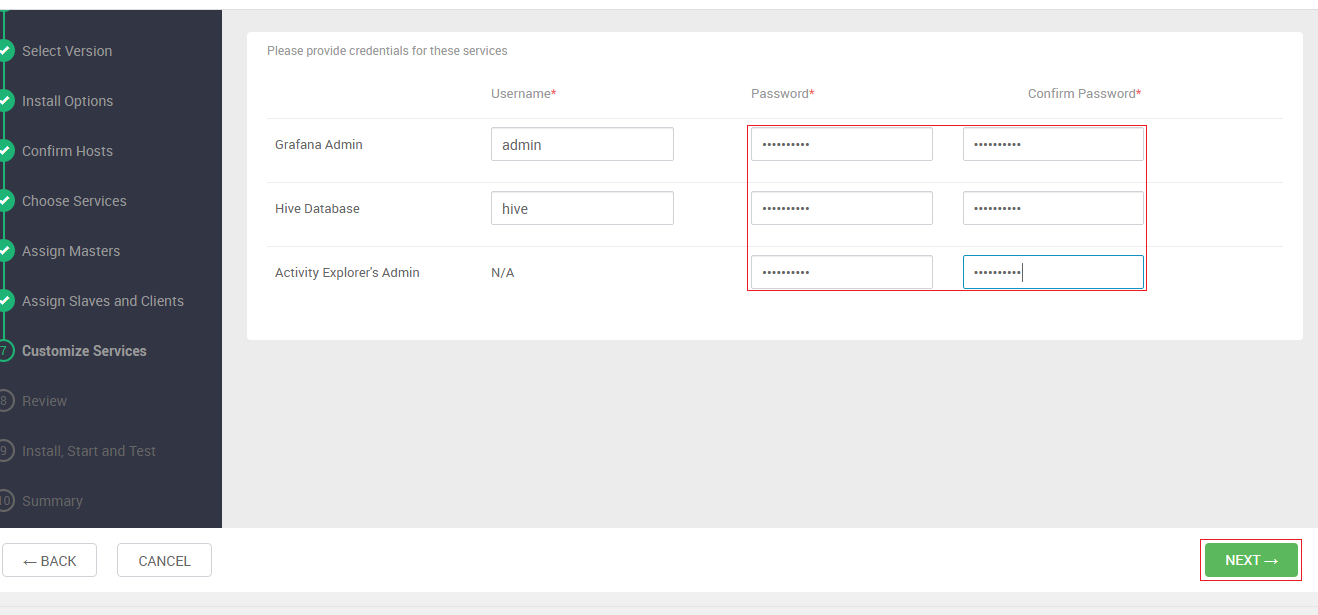 Select Version
Install Options
Confirm Hosts
Choose Services
Assign Masters
Assign Slaves and Clients
7 Customize Services
8 Review
9 Install, Start and Test
10 Summary
Please provide credentials for these services
Username* Password* Confirm Password*
Grafana Admin admin •••••••••• ••••••••••
Hive Database hive •••••••••• ••••••••••
Activity Explorer's Admin N/A •••••••••• ••••••••••
← BACK CANCEL NEXT →